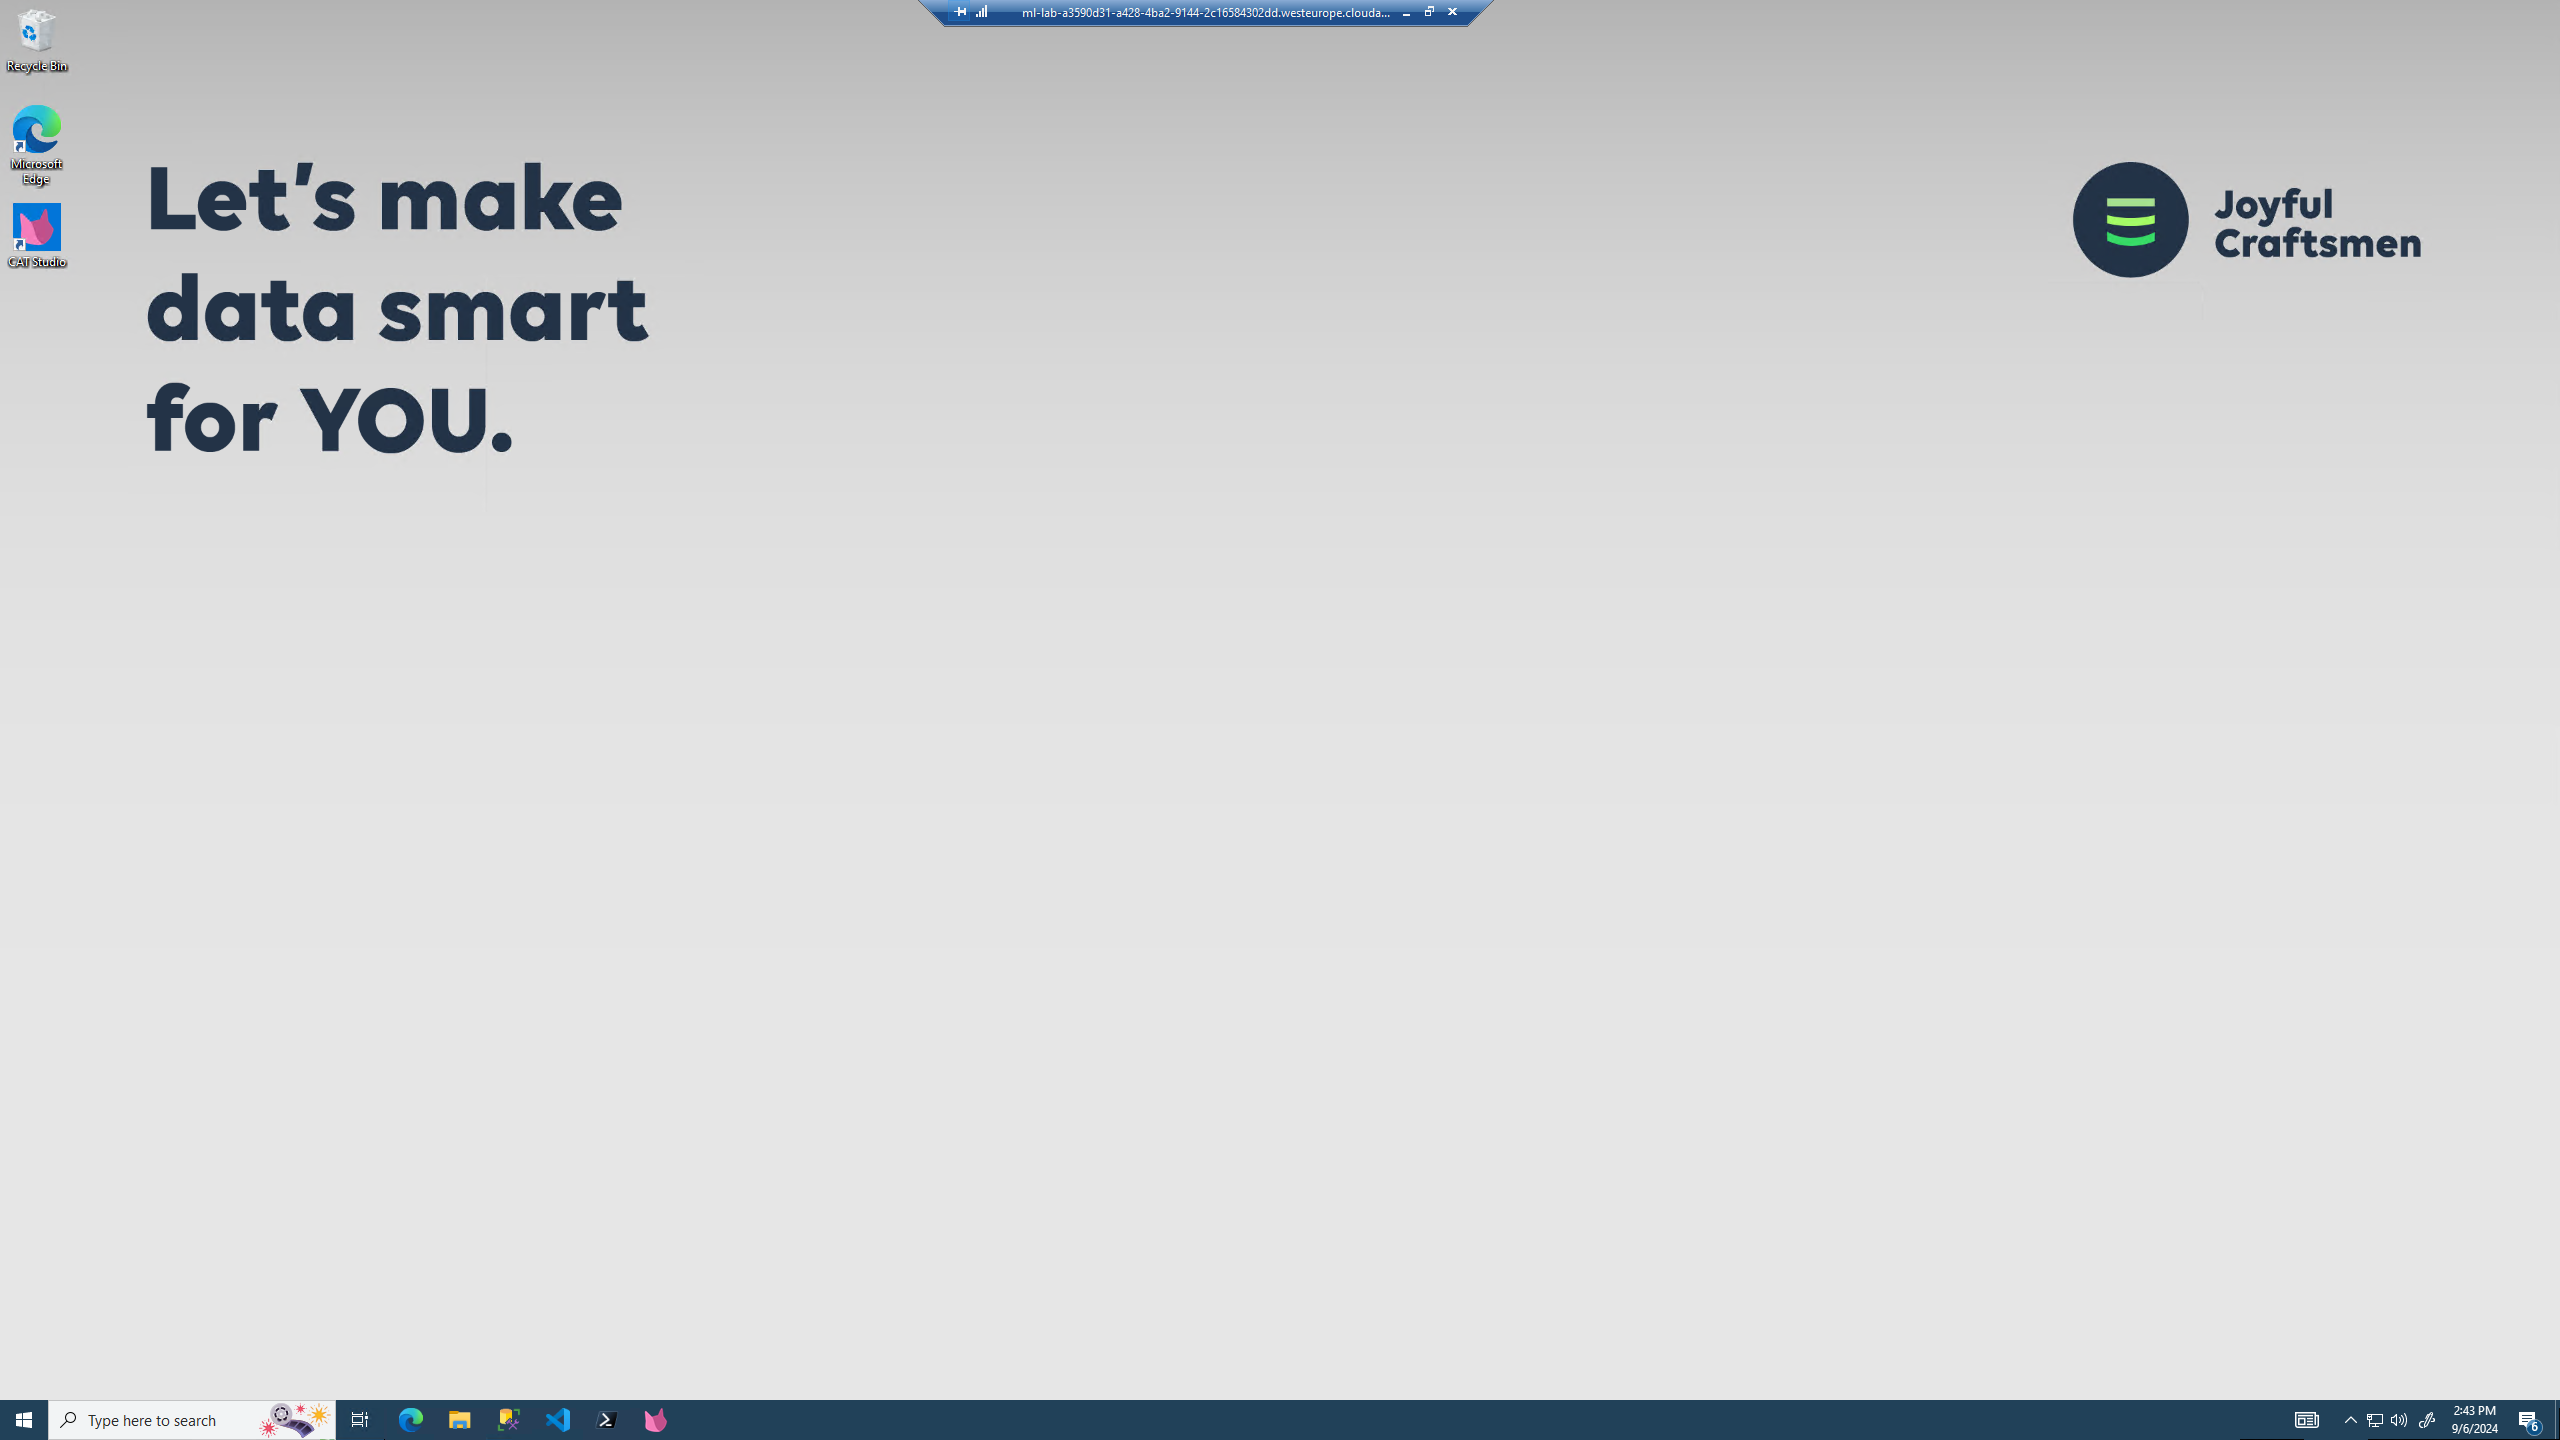 ml-lab-a3590d31-a428-4ba2-9144-2c16584302dd.westeurope.clouda...
Recycle Bin
Microsoft
Edge
CAT Studio
Let's make
data smart
for YOU.
Joyful
Craftsmen
Type here to search
2:43 PM
9/6/2024
6